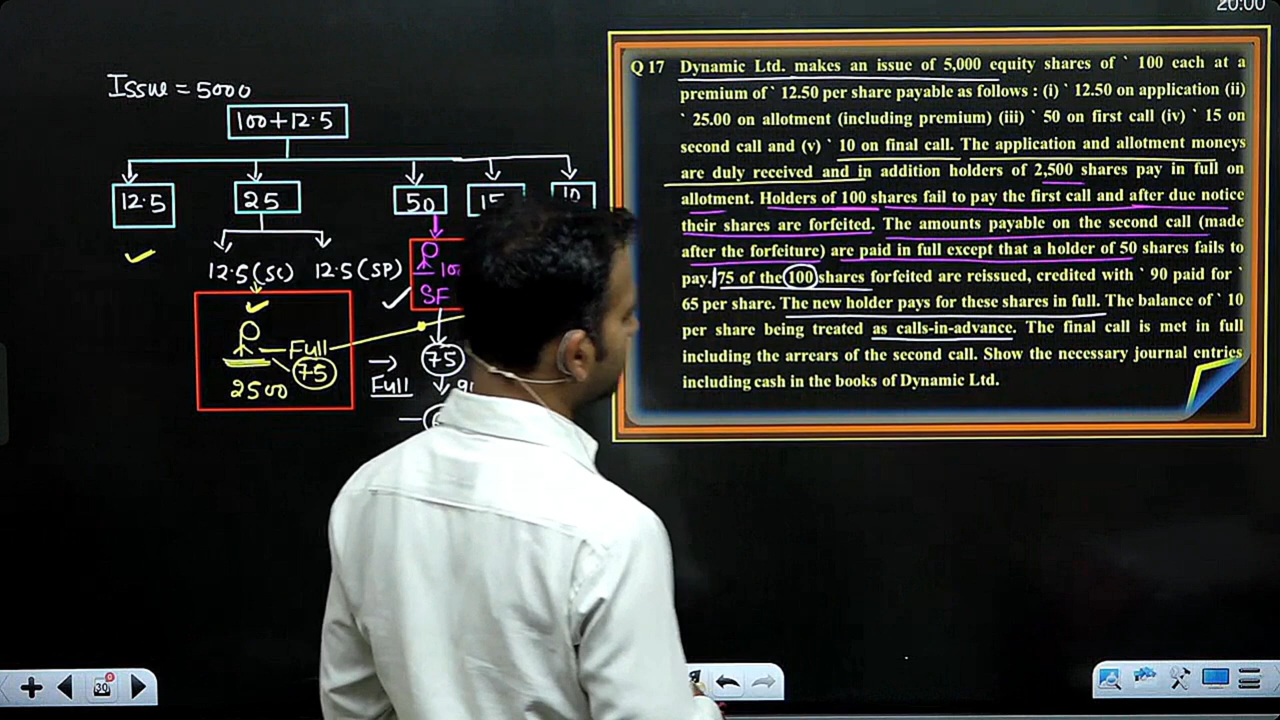 20:00
Issue = 5000
100+12.5
12.5
25
50
15
10
12.5 (SC) 12.5 (SP)
SF
Full
75
2500
→ 75
Full
Q 17 Dynamic Ltd. makes an issue of 5,000 equity shares of ` 100 each at a
premium of ` 12.50 per share payable as follows : (i) ` 12.50 on application (ii)
` 25.00 on allotment (including premium) (iii) ` 50 on first call (iv) ` 15 on
second call and (v) ` 10 on final call. The application and allotment moneys
are duly received and in addition holders of 2,500 shares pay in full on
allotment. Holders of 100 shares fail to pay the first call and after due notice
their shares are forfeited. The amounts payable on the second call (made
after the forfeiture) are paid in full except that a holder of 50 shares fails to
pay. 75 of the 100 shares forfeited are reissued, credited with ` 90 paid for `
65 per share. The new holder pays for these shares in full. The balance of ` 10
per share being treated as calls-in-advance. The final call is met in full
including the arrears of the second call. Show the necessary journal entries
including cash in the books of Dynamic Ltd.
30